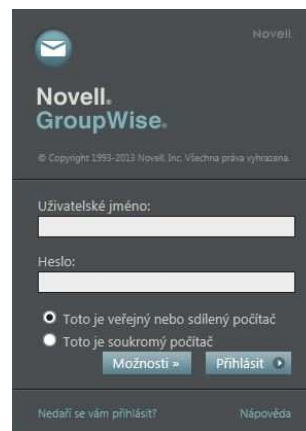 Novell
Novell.
GroupWise.
© Copyright 1993-2013 Novell, Inc. Všechna práva vyhrazena.
Uživatelské jméno:
Heslo:
Toto je veřejný nebo sdílený počítač
Toto je soukromý počítač
Možnosti »
Přihlásit
Nedaří se vám přihlásit?
Nápověda